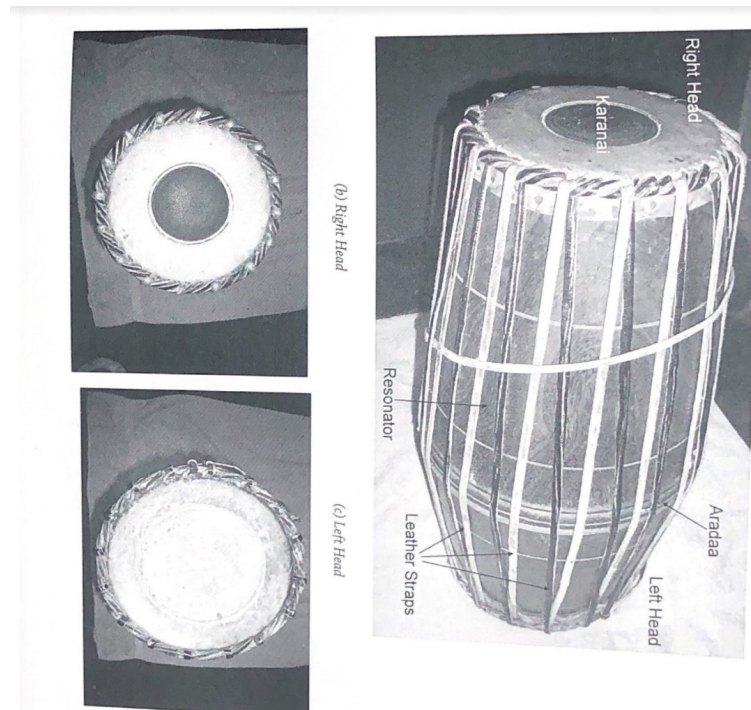 Right Head
Karanai
Resonator
Aradaa
Leather Straps
Left Head
(b) Right Head
(c) Left Head